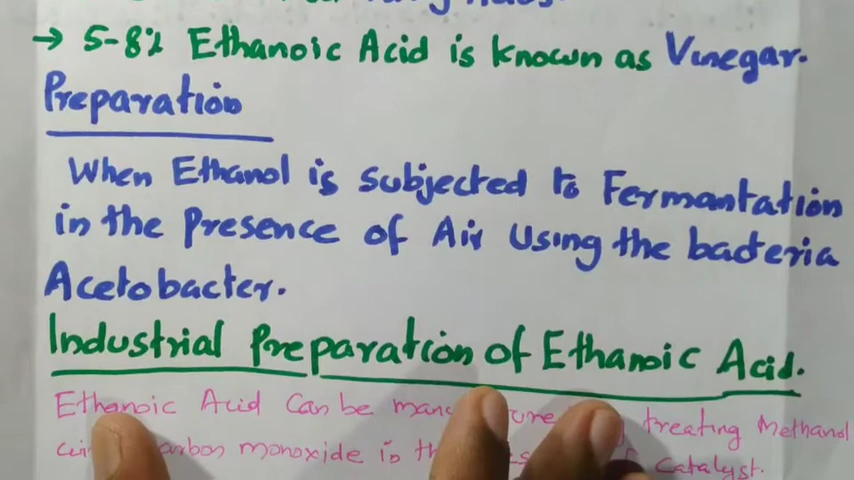 → 5-8% Ethanoic Acid is known as Vinegar.
Preparation
When Ethanol is subjected to Fermantation
in the presence of Air Using the bacteria
Acetobacter.
Industrial Preparation of Ethanoic Acid.
Ethanoic Acid Can be treating Methanol
monoxide in catalyst.